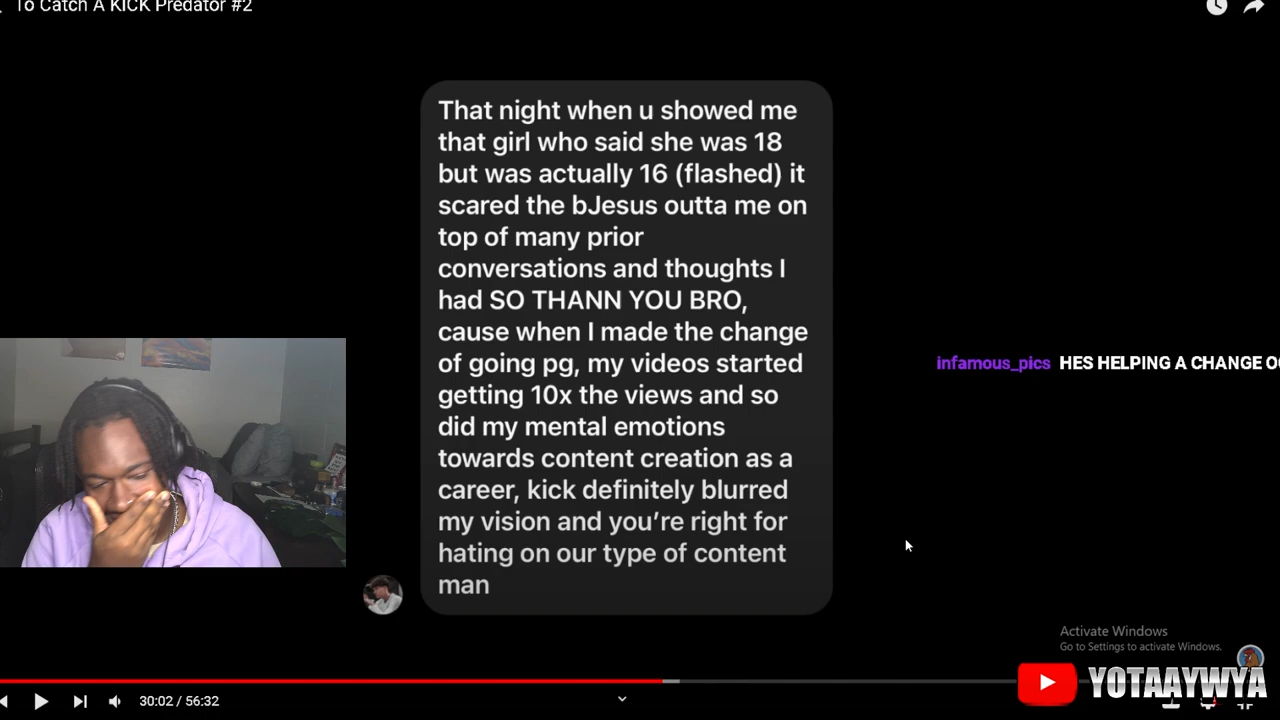 To Catch A KICK Predator #2
That night when u showed me
that girl who said she was 18
but was actually 16 (flashed) it
scared the bJesus outta me on
top of many prior
conversations and thoughts I
had SO THANN YOU BRO,
cause when I made the change
of going pg, my videos started
getting 10x the views and so
did my mental emotions
towards content creation as a
career, kick definitely blurred
my vision and you’re right for
hating on our type of content
man
infamous_pics HES HELPING A CHANGE
Activate Windows
Go to Settings to activate Windows.
YOTAAYWYA
30:02 / 56:32